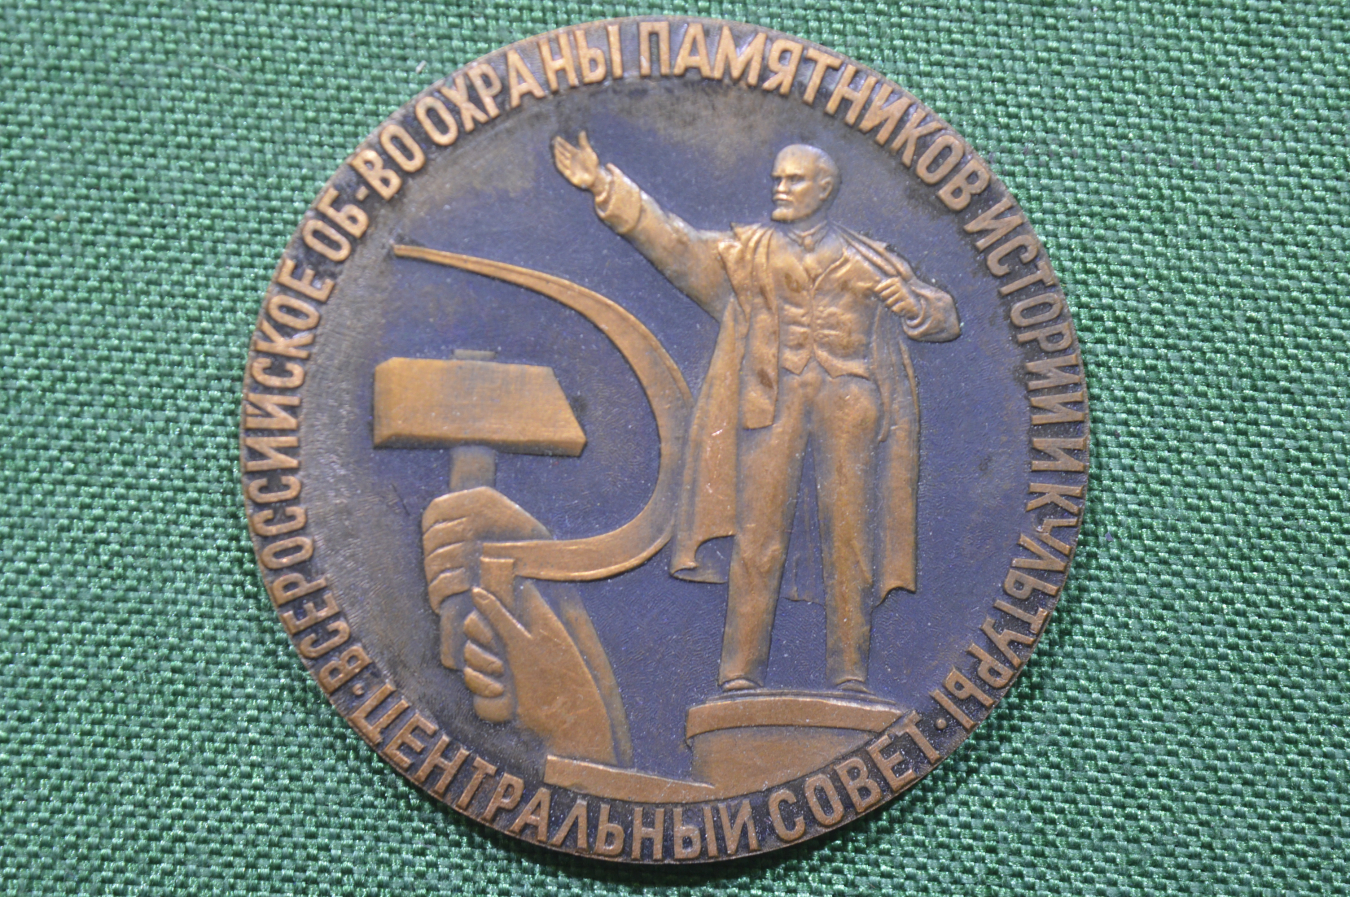 ВСЕРОССИЙСКОЕ ОБ-ВО ОХРАНЫ ПАМЯТНИКОВ ИСТОРИИ И КУЛЬТУРЫ ·
ЦЕНТРАЛЬНЫЙ СОВЕТ ·